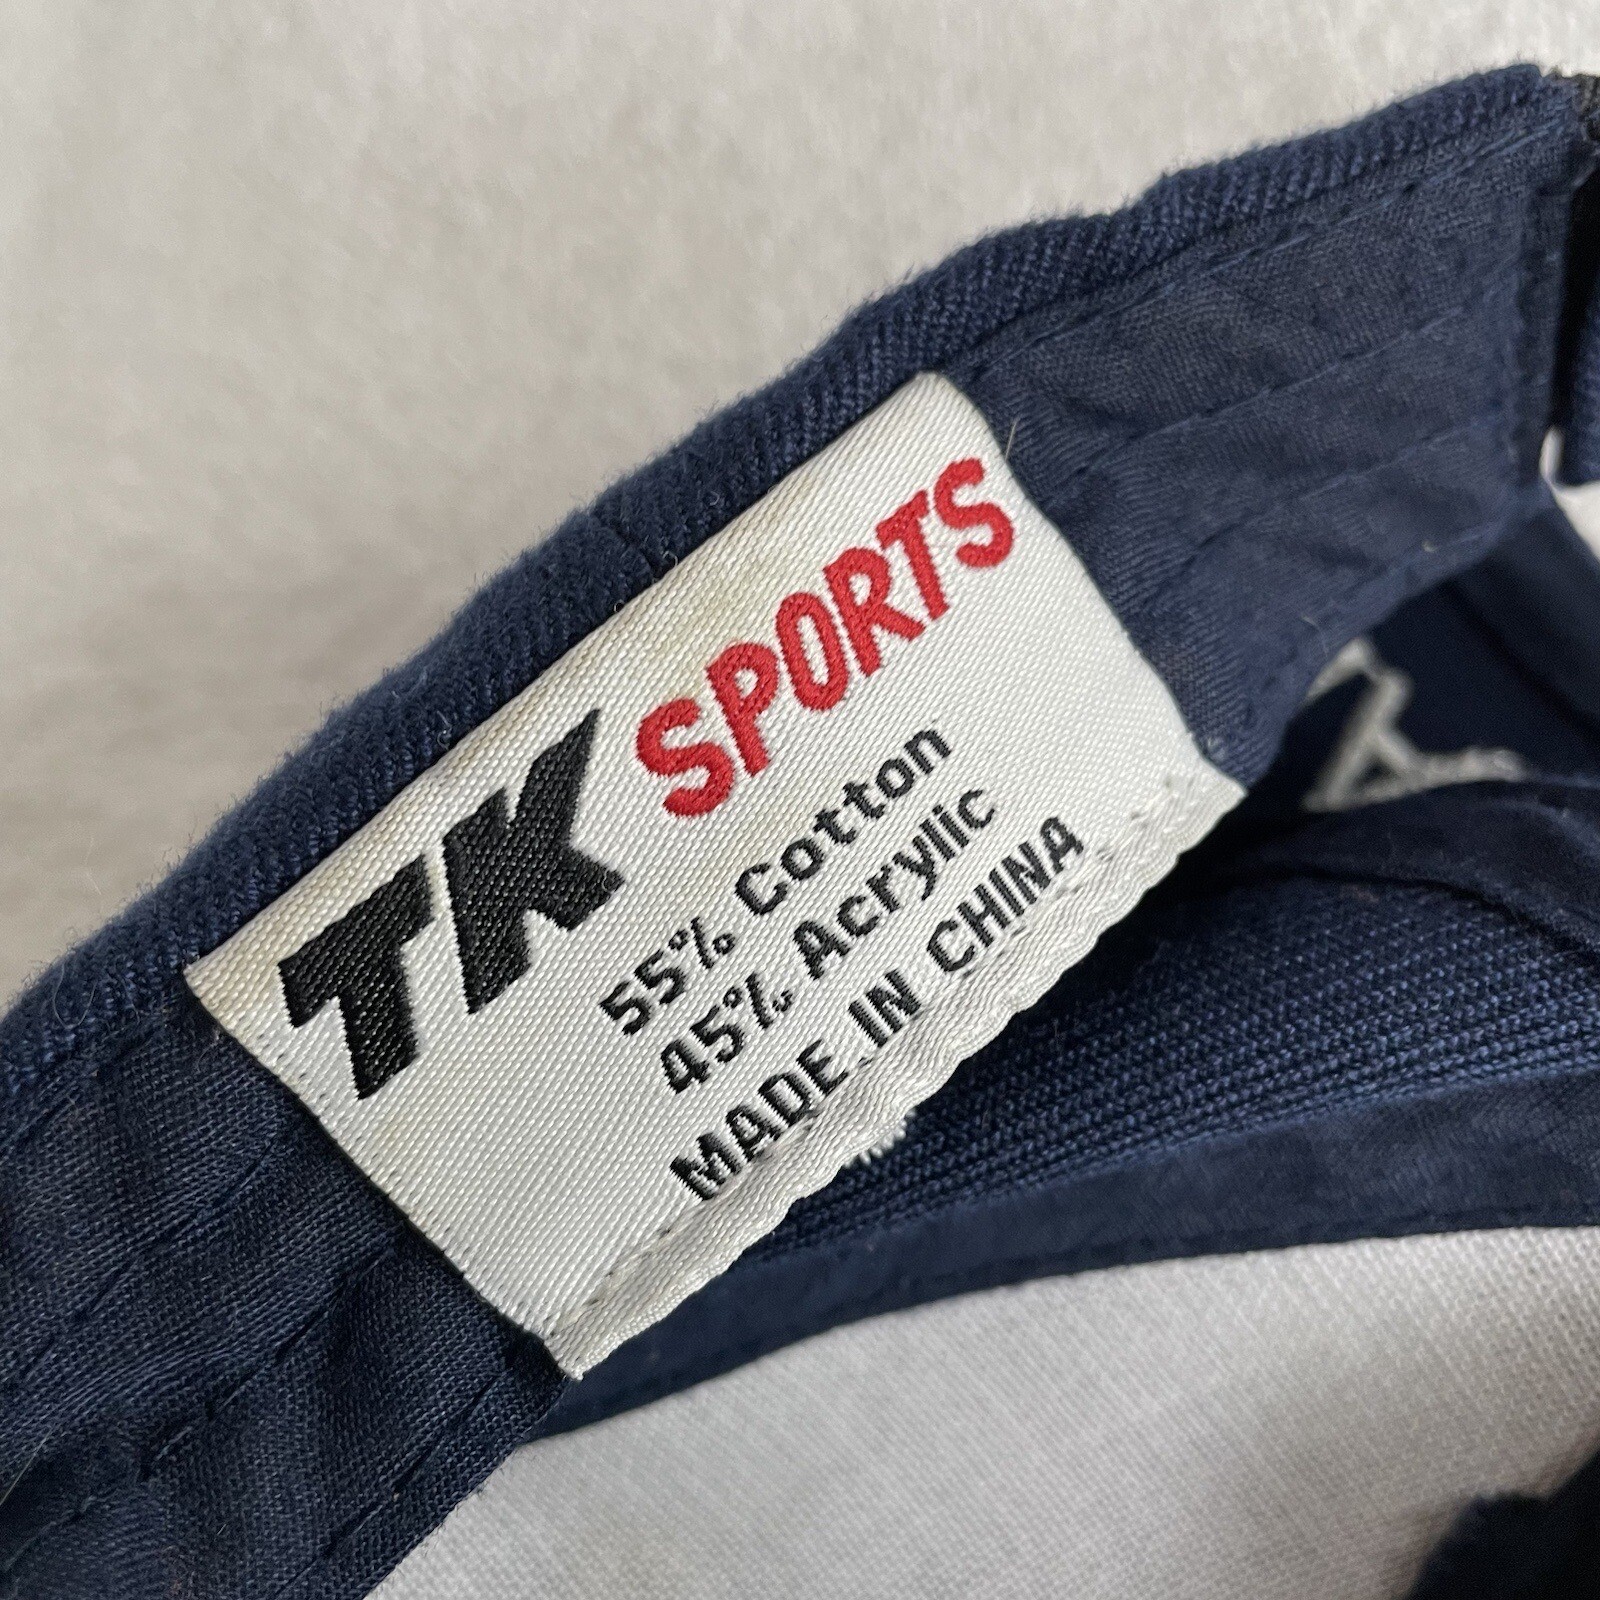 TK SPORTS
55% Cotton
45% Acrylic
MADE IN CHINA